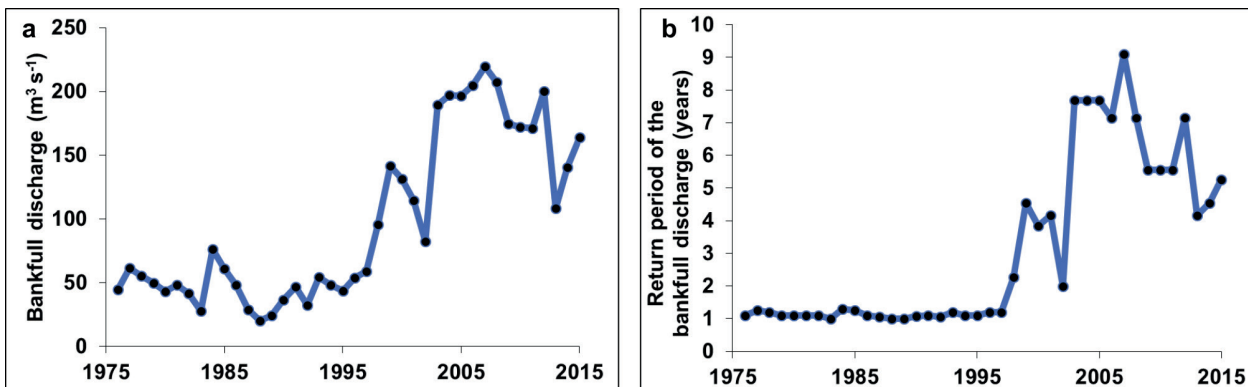 a
Bankfull discharge (m³ s⁻¹)
250
200
150
100
50
0
1975 1985 1995 2005 2015
b
Return period of the
bankfull discharge (years)
10
9
8
7
6
5
4
3
2
1
0
1975 1985 1995 2005 2015